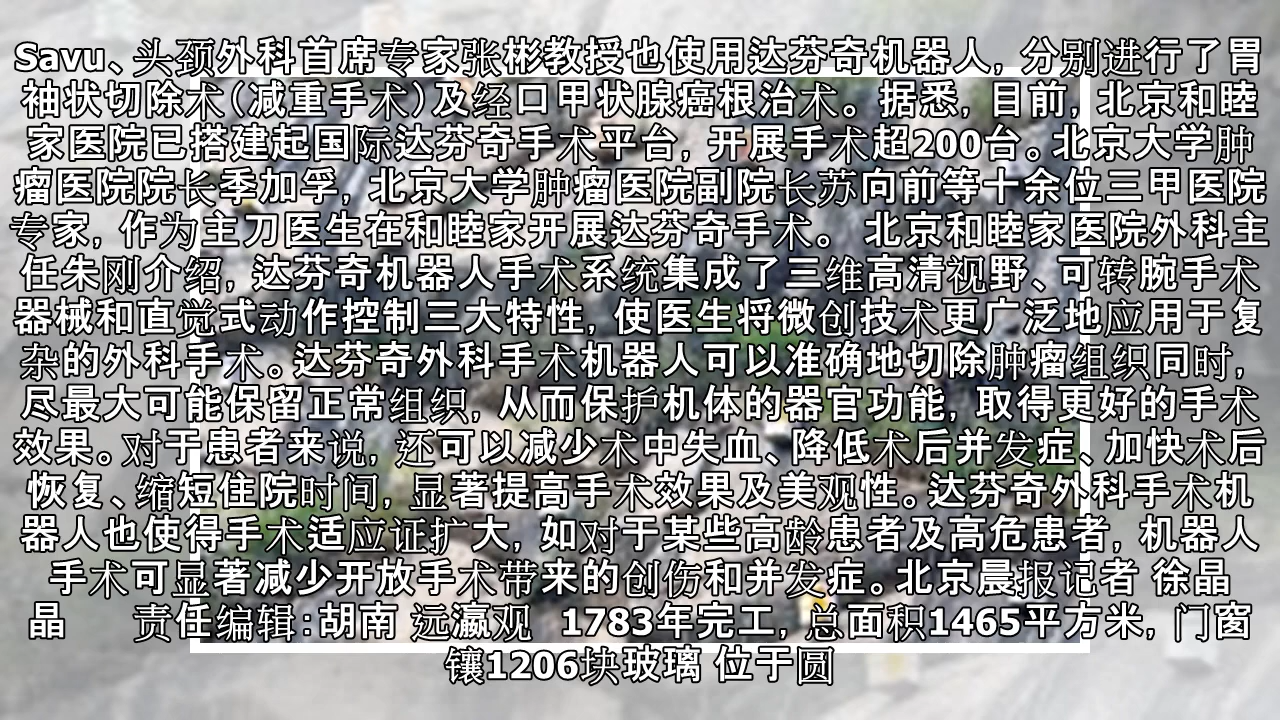 Savu、头颈外科首席专家张彬教授也使用达芬奇机器人, 分别进行了胃
袖状切除术(减重手术)及经口甲状腺癌根治术。据悉, 目前, 北京和睦
家医院已搭建起国际达芬奇手术平台, 开展手术超200台。北京大学肿
瘤医院院长季加孚, 北京大学肿瘤医院副院长苏向前等十余位三甲医院
专家, 作为主刀医生在和睦家开展达芬奇手术。 北京和睦家医院外科主
任朱刚介绍, 达芬奇机器人手术系统集成了三维高清视野、可转腕手术
器械和直觉式动作控制三大特性, 使医生将微创技术更广泛地应用于复
杂的外科手术。达芬奇外科手术机器人可以准确地切除肿瘤组织同时,
尽最大可能保留正常组织, 从而保护机体的器官功能, 取得更好的手术
效果。对于患者来说, 还可以减少术中失血、降低术后并发症、加快术后
恢复、缩短住院时间, 显著提高手术效果及美观性。达芬奇外科手术机
器人也使得手术适应证扩大, 如对于某些高龄患者及高危患者, 机器人
手术可显著减少开放手术带来的创伤和并发症。北京晨报记者 徐晶
晶 责任编辑:胡南 远瀛观 1783年完工, 总面积1465平方米, 门窗
镶1206块玻璃 位于圆